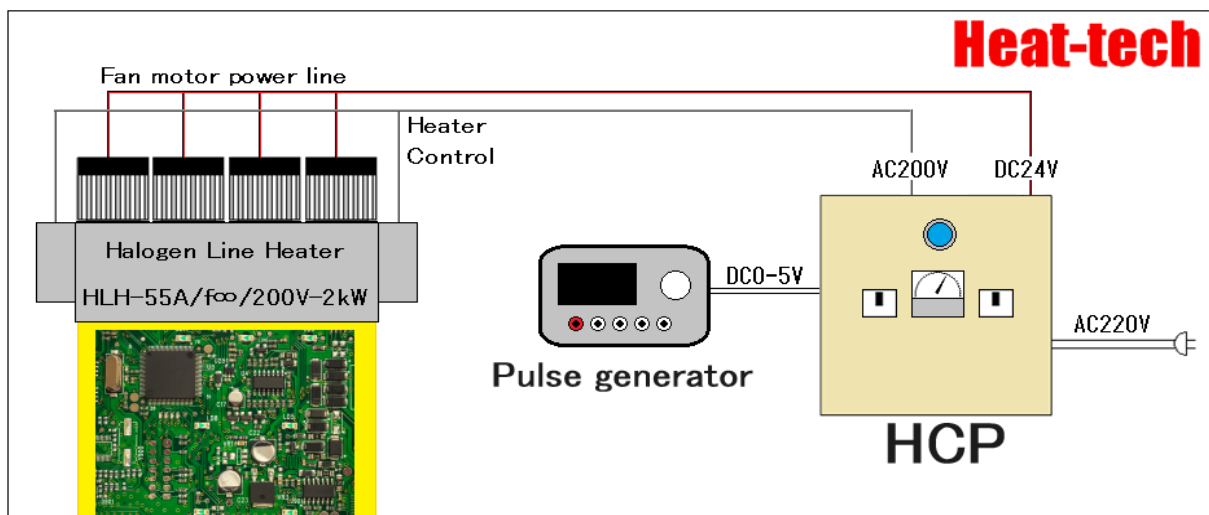 Heat-tech
Fan motor power line
Heater
Control
AC200V
DC24V
Halogen Line Heater
HLH-55A/f∞/200V-2kW
DC0-5V
AC220V
Pulse generator
HCP